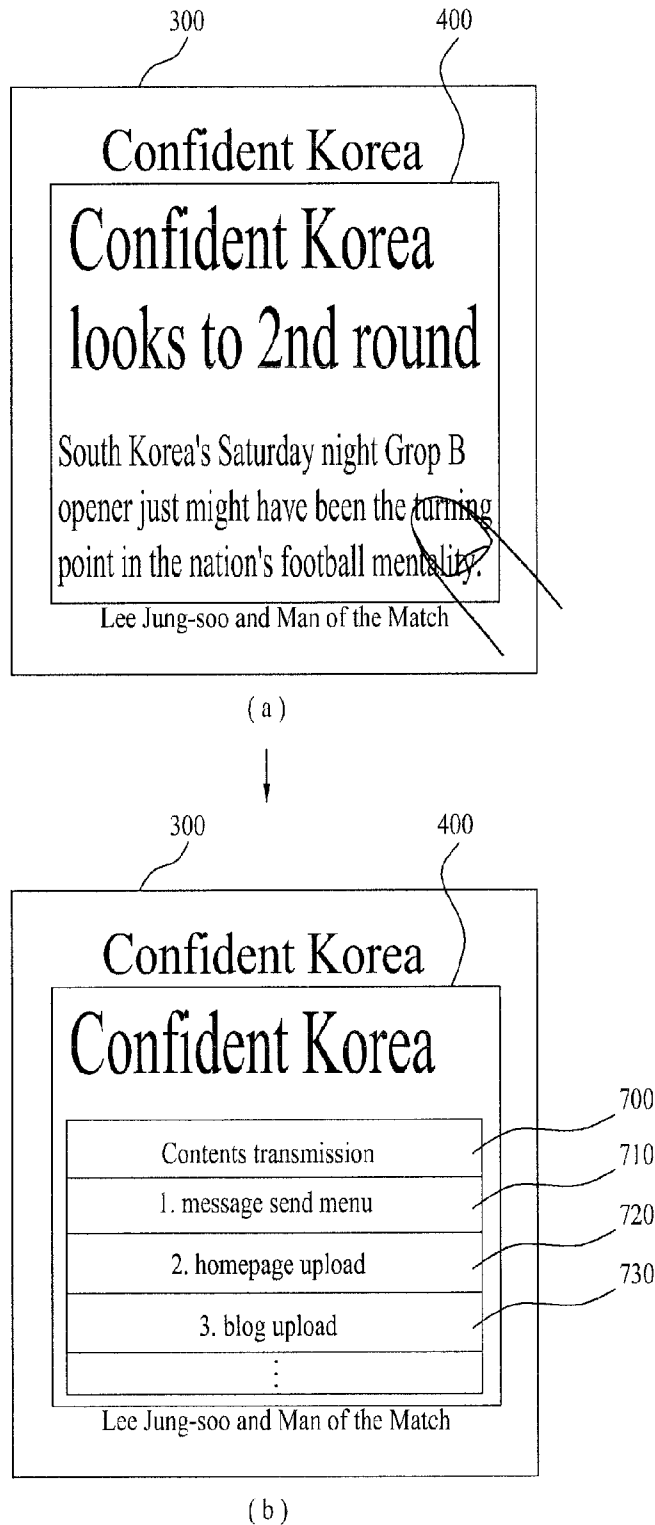 300
400
Confident Korea
Confident Korea
looks to 2nd round
South Korea's Saturday night Grop B
opener just might have been the turning
point in the nation's football mentality.
Lee Jung-soo and Man of the Match
( a )
300
400
Confident Korea
Confident Korea
700
Contents transmission
710
1. message send menu
720
2. homepage upload
730
3. blog upload
⋮
Lee Jung-soo and Man of the Match
( b )